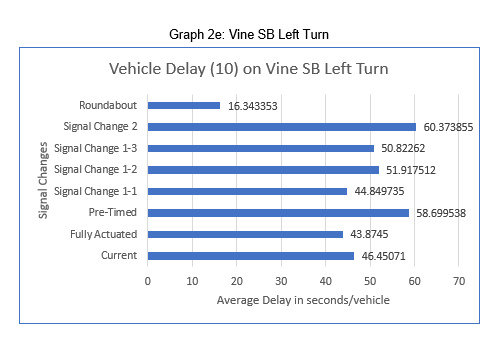 Graph 2e: Vine SB Left Turn
Vehicle Delay (10) on Vine SB Left Turn
Signal Changes
Roundabout 16.343353
Signal Change 2 60.373855
Signal Change 1-3 50.82262
Signal Change 1-2 51.917512
Signal Change 1-1 44.849735
Pre-Timed 58.699538
Fully Actuated 43.8745
Current 46.45071
0 10 20 30 40 50 60 70
Average Delay in seconds/vehicle